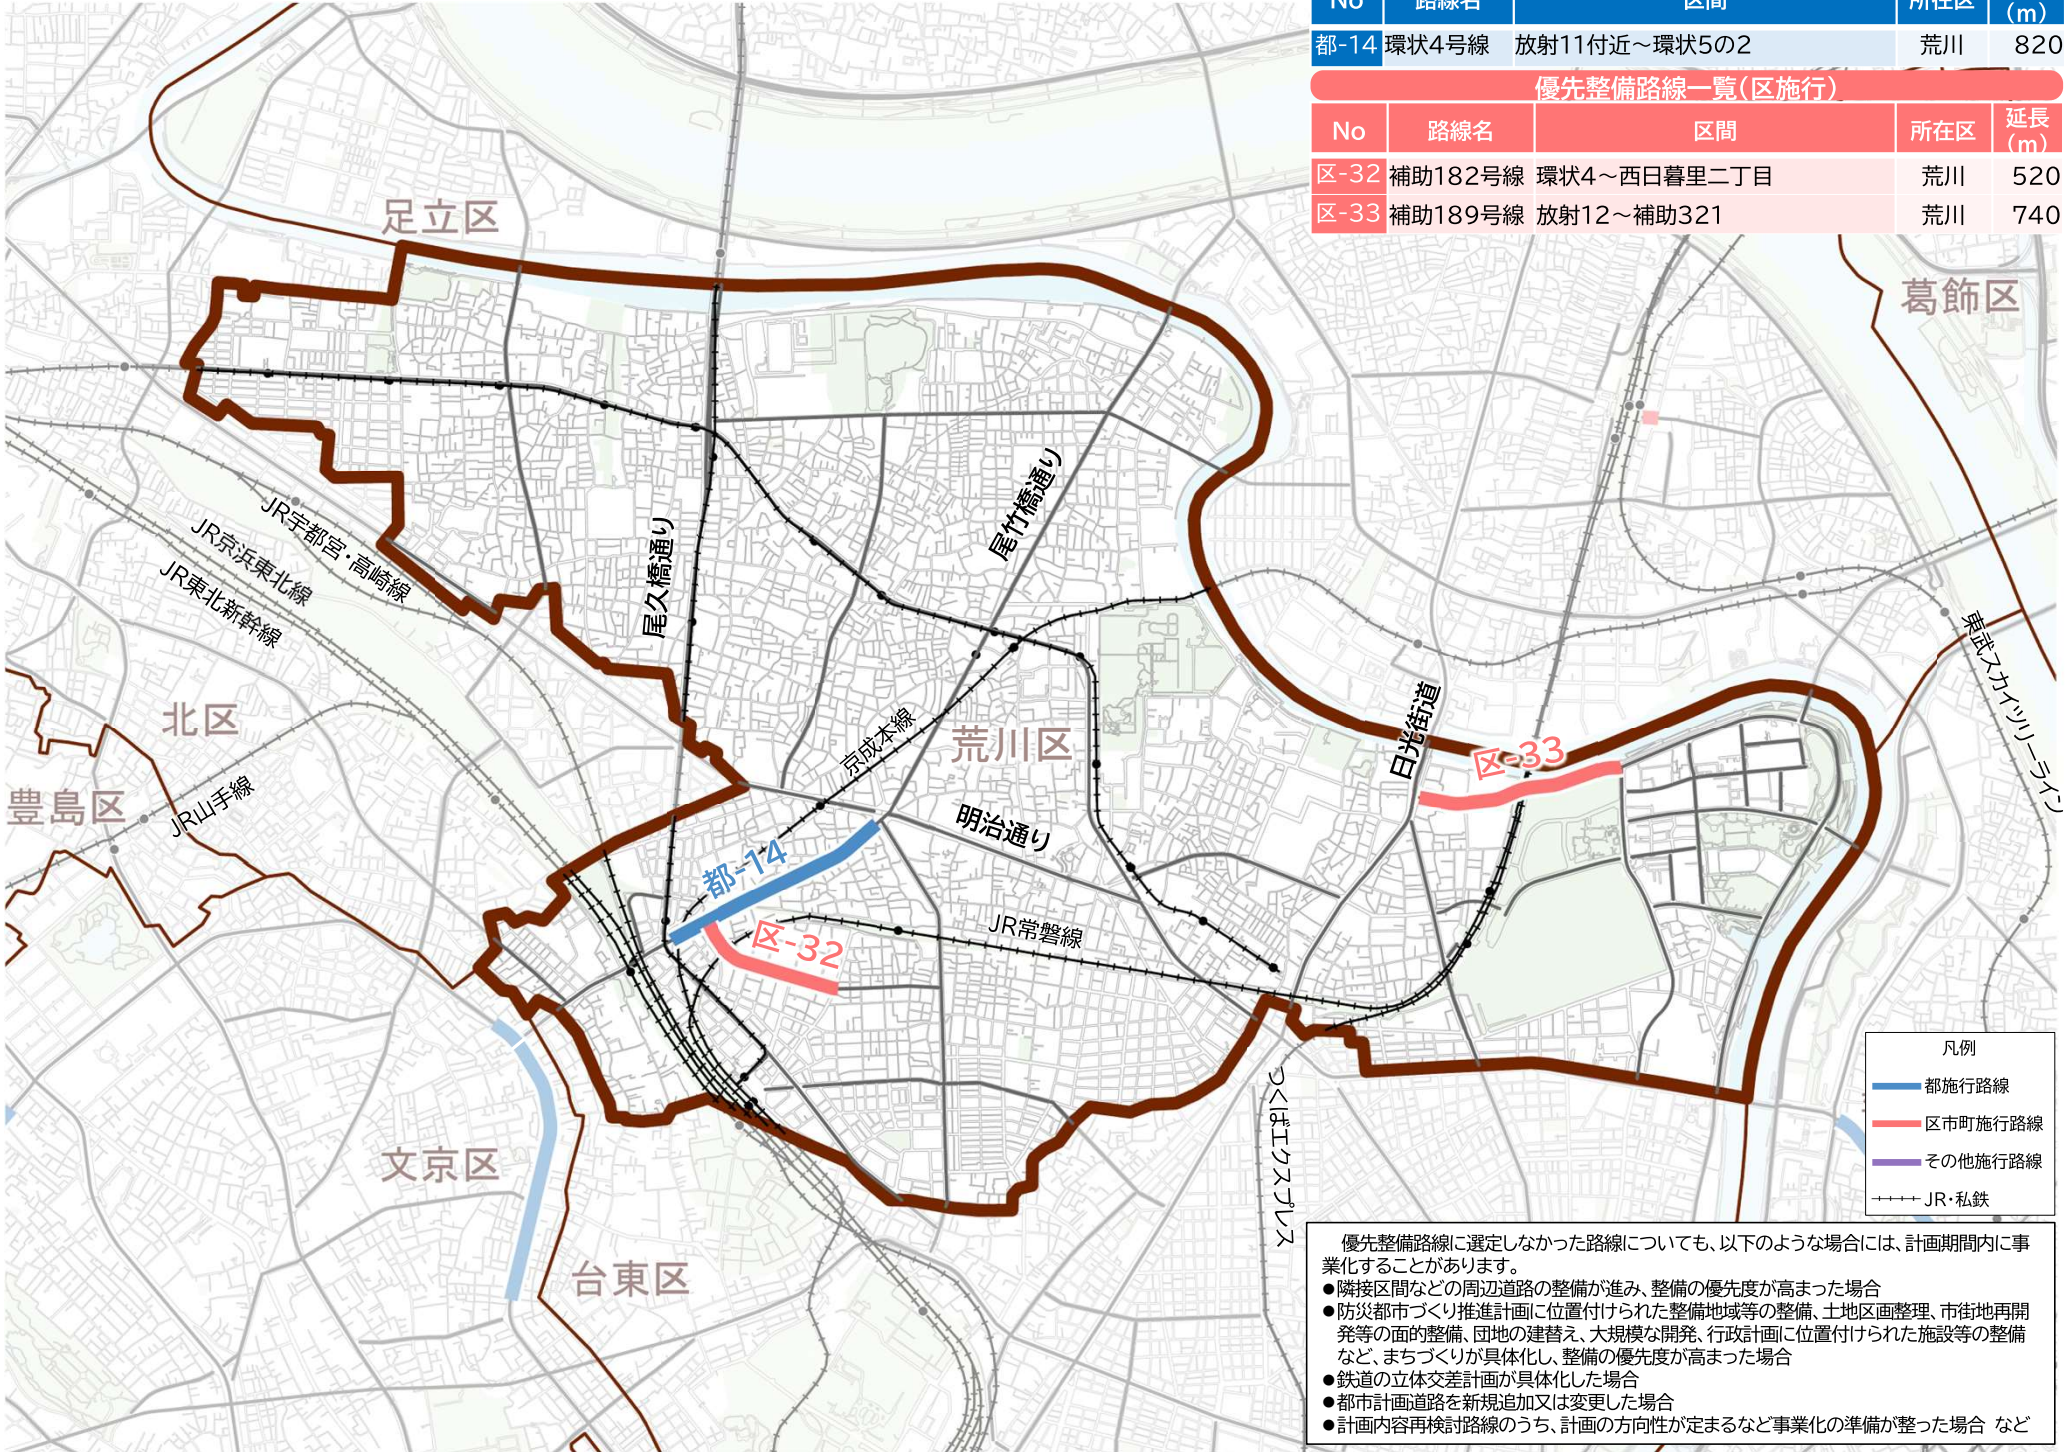 No 路線名 区間 所在区 (m)
都-14 環状4号線 放射11付近～環状5の2 荒川 820
優先整備路線一覧(区施行)
No 路線名 区間 所在区 延長(m)
区-32 補助182号線 環状4～西日暮里二丁目 荒川 520
区-33 補助189号線 放射12～補助321 荒川 740
足立区
葛飾区
尾竹橋通り
尾久橋通り
JR宇都宮・高崎線
JR京浜東北線
JR東北新幹線
東武スカイツリーライン
北区
京成本線
荒川区
日光街道
区-33
豊島区
JR山手線
明治通り
都-14
JR常磐線
区-32
つくばエクスプレス
文京区
台東区
凡例
都施行路線
区市町施行路線
その他施行路線
JR・私鉄
優先整備路線に選定しなかった路線についても、以下のような場合には、計画期間内に事
業化することがあります。
●隣接区間などの周辺道路の整備が進み、整備の優先度が高まった場合
●防災都市づくり推進計画に位置付けられた整備地域等の整備、土地区画整理、市街地再開
発等の面的整備、団地の建替え、大規模な開発、行政計画に位置付けられた施設等の整備
など、まちづくりが具体化し、整備の優先度が高まった場合
●鉄道の立体交差計画が具体化した場合
●都市計画道路を新規追加又は変更した場合
●計画内容再検討路線のうち、計画の方向性が定まるなど事業化の準備が整った場合 など